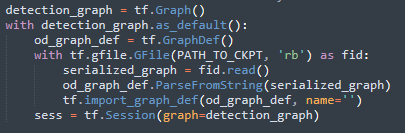 detection_graph = tf.Graph()
with detection_graph.as_default():
    od_graph_def = tf.GraphDef()
    with tf.gfile.GFile(PATH_TO_CKPT, 'rb') as fid:
        serialized_graph = fid.read()
        od_graph_def.ParseFromString(serialized_graph)
        tf.import_graph_def(od_graph_def, name='')
    sess = tf.Session(graph=detection_graph)